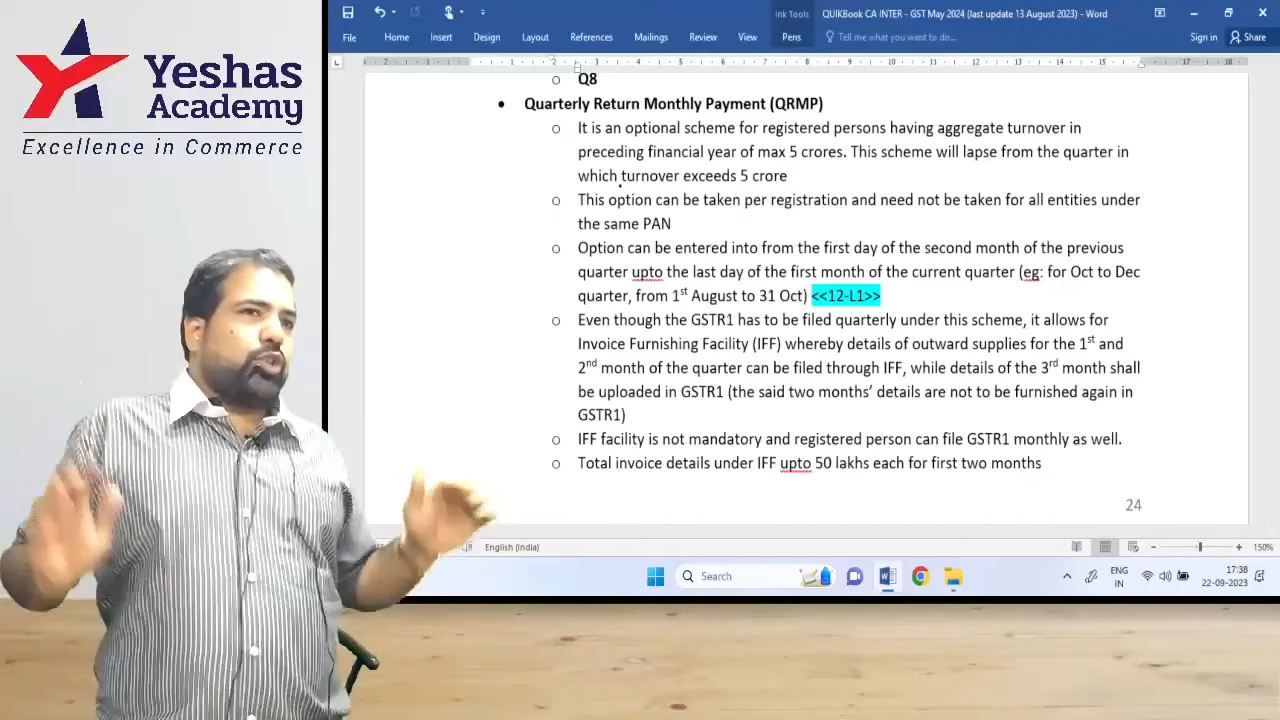 Yeshas
Academy
Excellence in Commerce
Ink Tools
QUIKBook CA INTER - GST May 2024 (last update 13 August 2023) - Word
File Home Insert Design Layout References Mailings Review View Pens Tell me what you want to do... Sign in Share
Q8
• Quarterly Return Monthly Payment (QRMP)
o It is an optional scheme for registered persons having aggregate turnover in
preceding financial year of max 5 crores. This scheme will lapse from the quarter in
which turnover exceeds 5 crore
o This option can be taken per registration and need not be taken for all entities under
the same PAN
o Option can be entered into from the first day of the second month of the previous
quarter upto the last day of the first month of the current quarter (eg: for Oct to Dec
quarter, from 1st August to 31 Oct) <<12-L1>>
o Even though the GSTR1 has to be filed quarterly under this scheme, it allows for
Invoice Furnishing Facility (IFF) whereby details of outward supplies for the 1st and
2nd month of the quarter can be filed through IFF, while details of the 3rd month shall
be uploaded in GSTR1 (the said two months' details are not to be furnished again in
GSTR1)
o IFF facility is not mandatory and registered person can file GSTR1 monthly as well.
o Total invoice details under IFF upto 50 lakhs each for first two months
24
English (India)
150%
Search
ENG
IN
17:38
22-09-2023